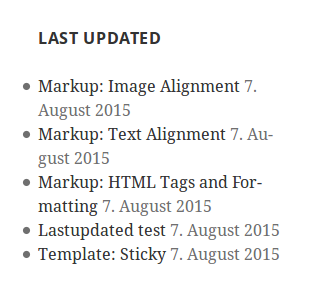 LAST UPDATED
Markup: Image Alignment 7.
August 2015
Markup: Text Alignment 7. Au-
gust 2015
Markup: HTML Tags and For-
matting 7. August 2015
Lastupdated test 7. August 2015
Template: Sticky 7. August 2015